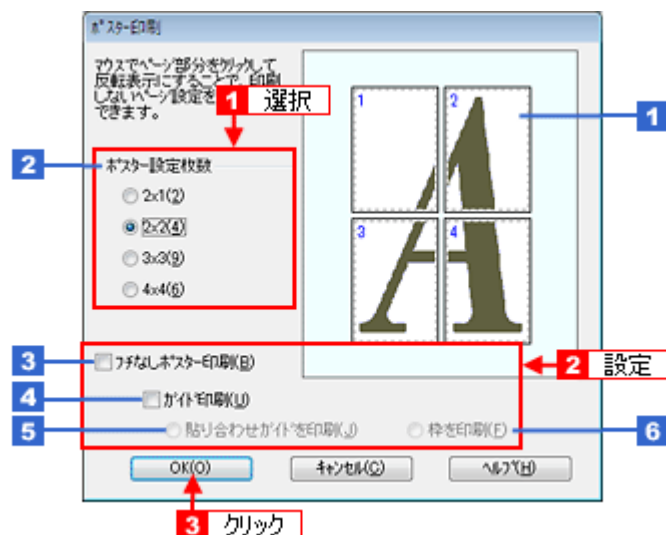 ポスター印刷
マウスでページ部分をクリックして
反転表示にすることで、印刷
しないページ設定を
できます。
1 選択
1
2
1
2
3
4
ポスター設定枚数
2x1(2)
2x2(4)
3x3(9)
4x4(6)
3
フチなしポスター印刷(B)
2 設定
4
ガイド印刷(U)
5
貼り合わせガイドを印刷(J)
枠を印刷(F)
6
OK(O)
キャンセル(C)
ヘルプ(H)
3 クリック